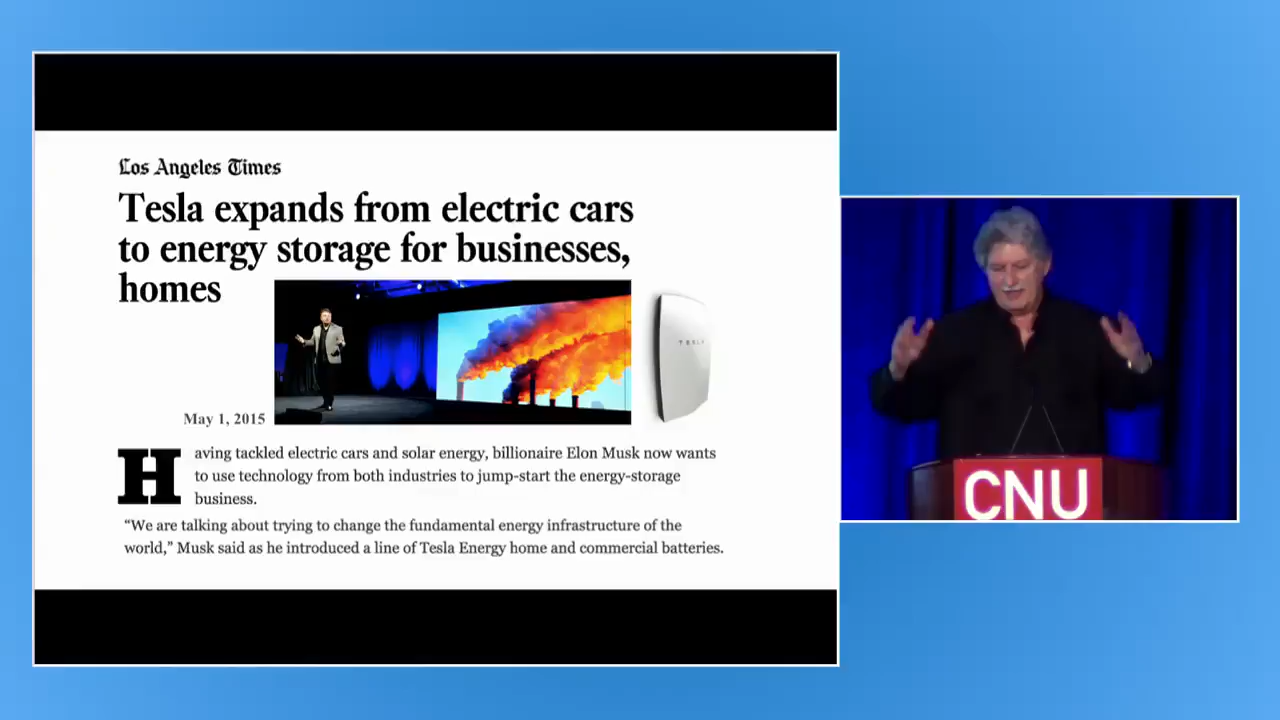 Los Angeles Times
Tesla expands from electric cars
to energy storage for businesses,
homes
TESLA
May 1, 2015
Having tackled electric cars and solar energy, billionaire Elon Musk now wants
to use technology from both industries to jump-start the energy-storage
business.
“We are talking about trying to change the fundamental energy infrastructure of the
world,” Musk said as he introduced a line of Tesla Energy home and commercial batteries.
CNU